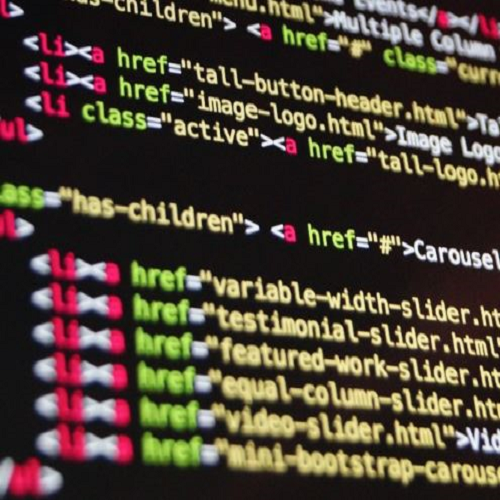 l>
has-children"> <a href="#" class="curr
menu.html">Multiple Column
Events</a></li
<li><a href="tall-button-header.html">Ta
<li><a href="image-logo.html">Image Logo
<li class="active"><a href="tall-logo.h
ul>
ass="has-children"> <a href="#">Carousel
l>
<li><a href="variable-width-slider.ht
<li><a href="testimonial-slider.html"
<li><a href="featured-work-slider.ht
<li><a href="equal-column-slider.ht
<li><a href="video-slider.html">Vid
<li><a href="mini-bootstrap-carous
/ul>